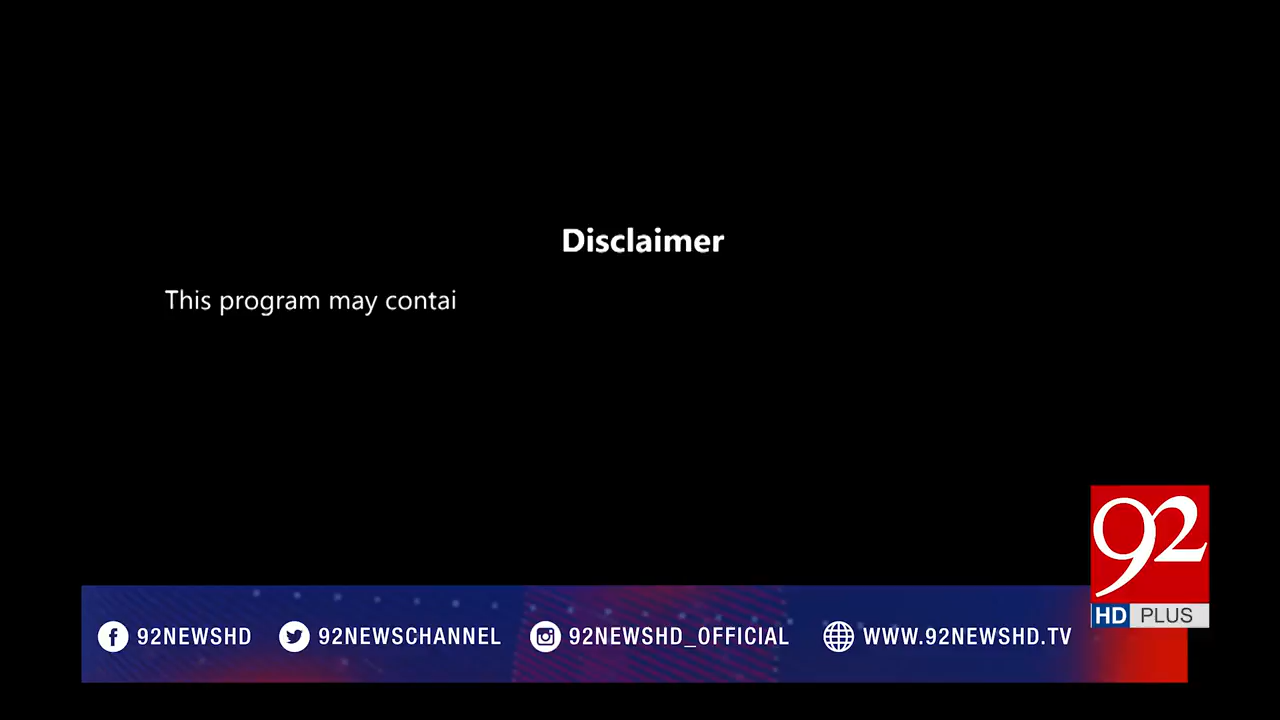 Disclaimer
This program may contai
92
HD PLUS
92NEWSHD 92NEWSCHANNEL 92NEWSHD_OFFICIAL WWW.92NEWSHD.TV